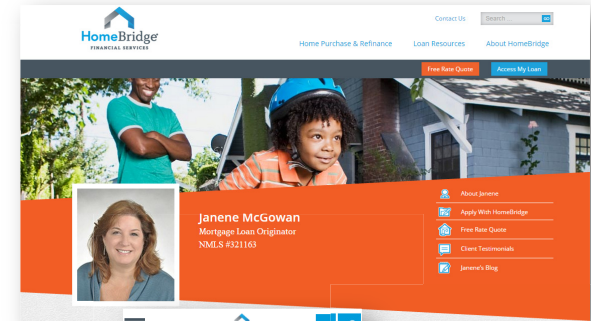 HomeBridge
FINANCIAL SERVICES
Contact Us
Search
Home Purchase & Refinance
Loan Resources
About HomeBridge
Free Rate Quote
Access My Loan
Janene McGowan
Mortgage Loan Originator
NMLS #321163
About Janene
Apply With HomeBridge
Free Rate Quote
Client Testimonials
Janene's Blog